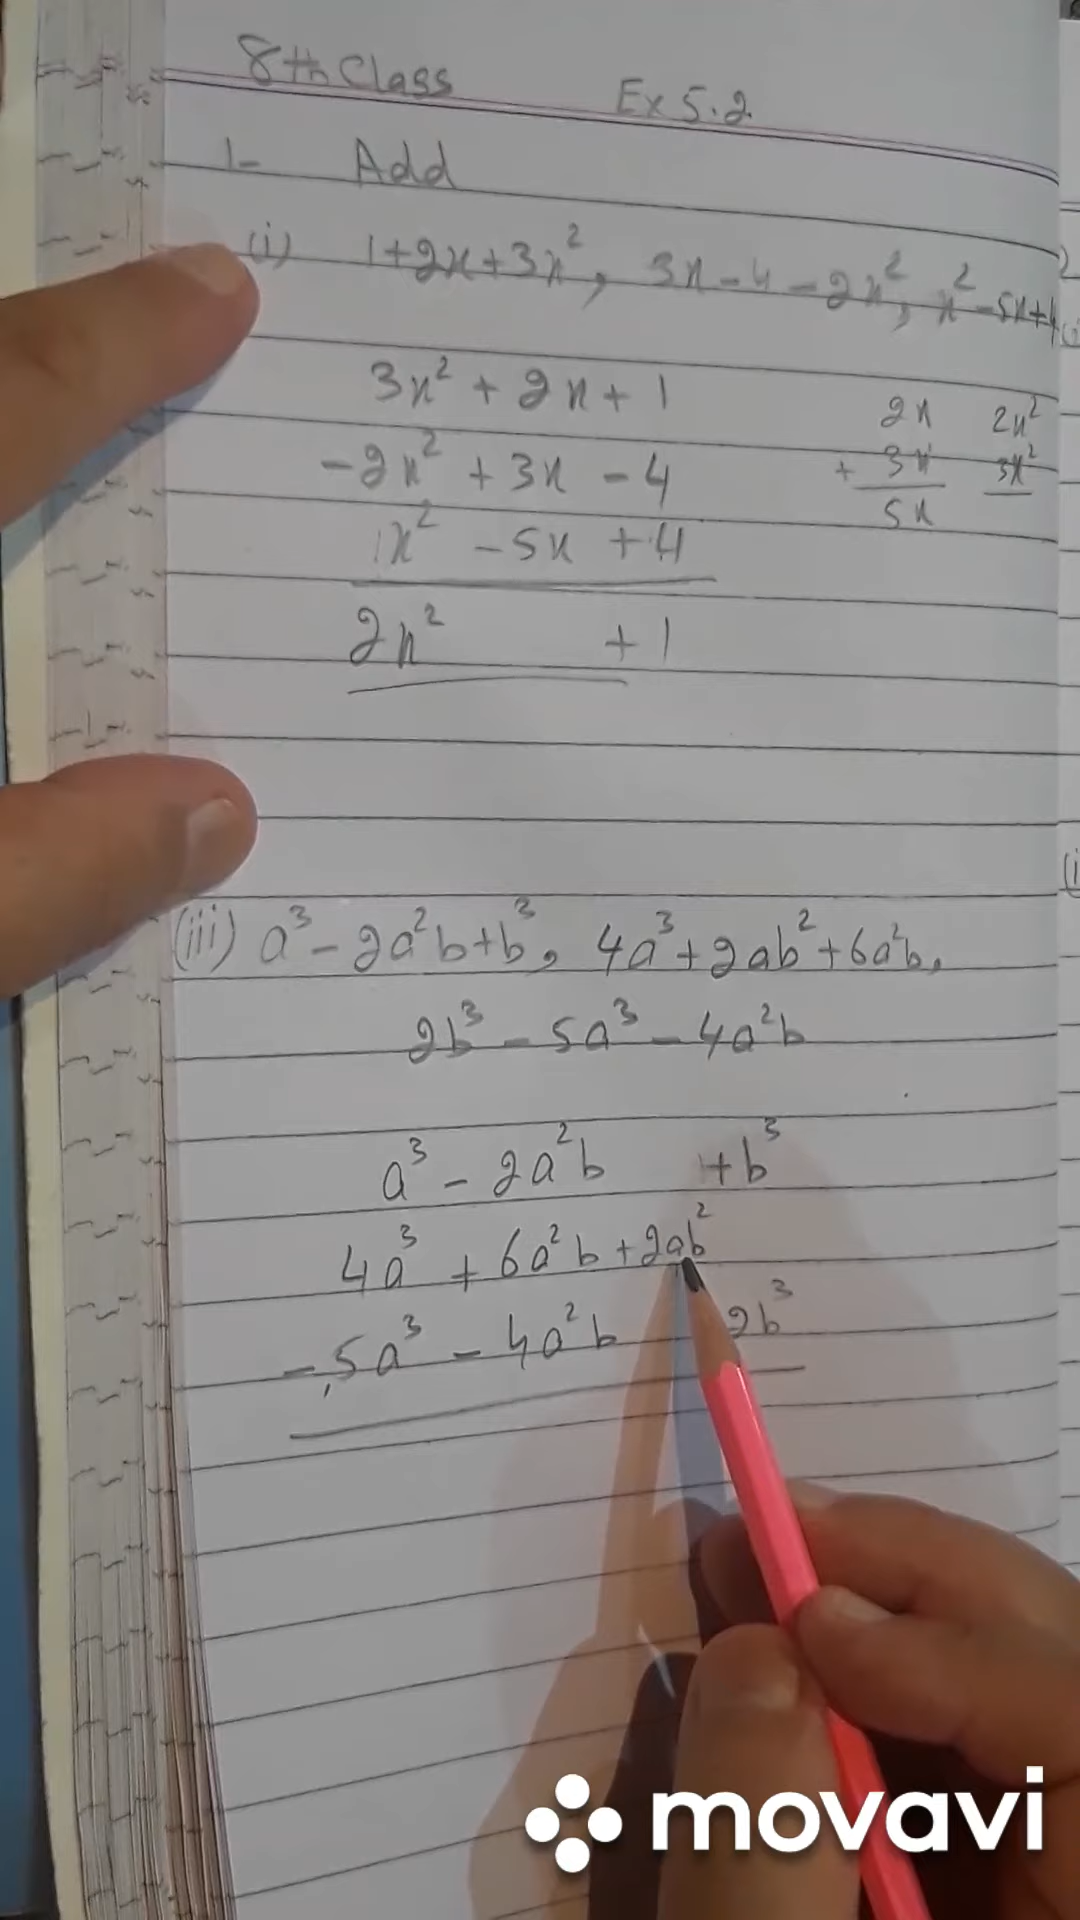 8th Class Ex 5.2
1- Add
(i) 1+2x+3x², 3x-4-2x², x²-5x+4
3x² + 2x + 1
-2x² + 3x - 4
1x² - 5x + 4
2x² + 1
2x 2x²
+ 3x 3x²
5x
(iii) a³-2a²b+b³, 4a³+2ab²+6a²b,
2b³ - 5a³ - 4a²b
a³ - 2a²b + b³
4a³ + 6a²b + 2ab²
-5a³ - 4a²b 2b³
movavi